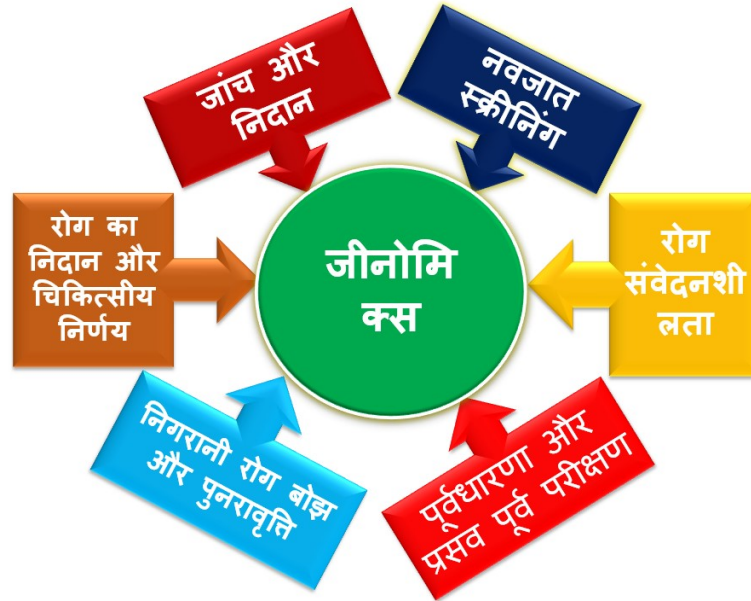 जांच और
निदान
नवजात
स्क्रीनिंग
रोग का
निदान और
चिकित्सीय
निर्णय
जीनोमि
क्स
रोग
संवेदनशी
लता
निगरानी रोग बोझ
और पुनरावृत्ति
पूर्वधारणा और
प्रसव पूर्व परीक्षण